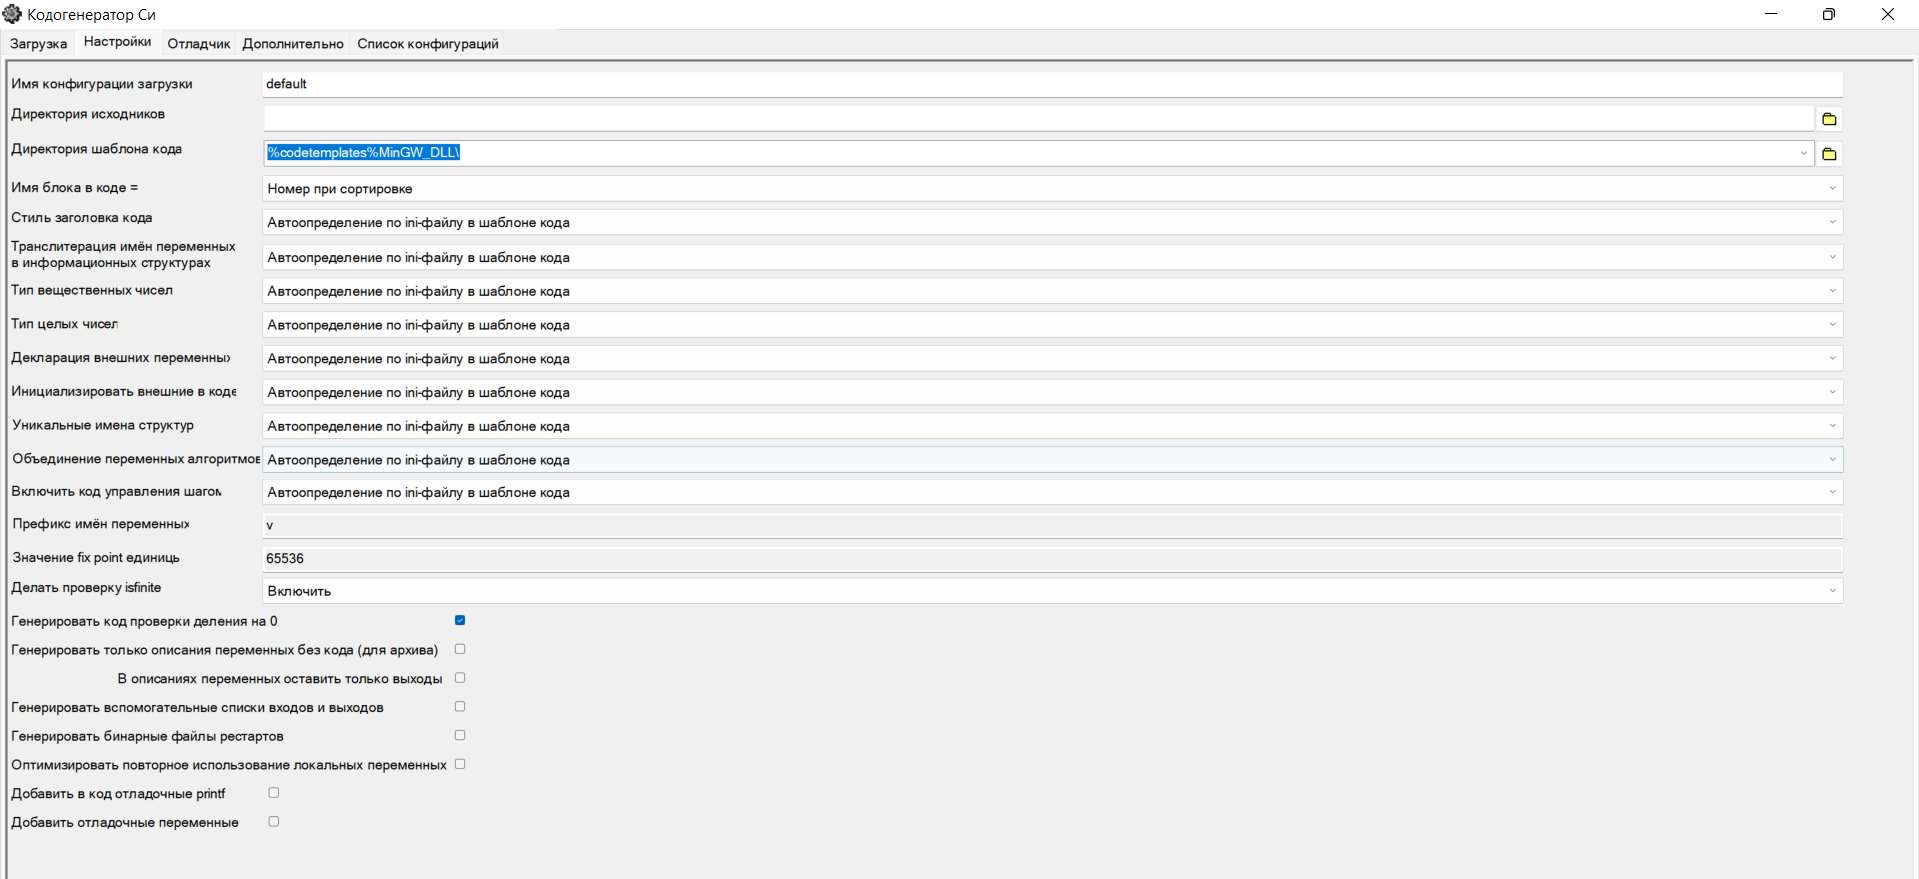 Кодогенератор Си
Загрузка Настройки Отладчик Дополнительно Список конфигураций
Имя конфигурации загрузки default
Директория исходников
Директория шаблона кода %codetemplates%MinGW_DLL\
Имя блока в коде = Номер при сортировке
Стиль заголовка кода Автоопределение по ini-файлу в шаблоне кода
Транслитерация имён переменных
в информационных структурах Автоопределение по ini-файлу в шаблоне кода
Тип вещественных чисел Автоопределение по ini-файлу в шаблоне кода
Тип целых чисел Автоопределение по ini-файлу в шаблоне кода
Декларация внешних переменных Автоопределение по ini-файлу в шаблоне кода
Инициализировать внешние в коде Автоопределение по ini-файлу в шаблоне кода
Уникальные имена структур Автоопределение по ini-файлу в шаблоне кода
Объединение переменных алгоритмов Автоопределение по ini-файлу в шаблоне кода
Включить код управления шагом Автоопределение по ini-файлу в шаблоне кода
Префикс имён переменных v
Значение fix point единиць 65536
Делать проверку isfinite Включить
Генерировать код проверки деления на 0
Генерировать только описания переменных без кода (для архива)
В описаниях переменных оставить только выходы
Генерировать вспомогательные списки входов и выходов
Генерировать бинарные файлы рестартов
Оптимизировать повторное использование локальных переменных
Добавить в код отладочные printf
Добавить отладочные переменные